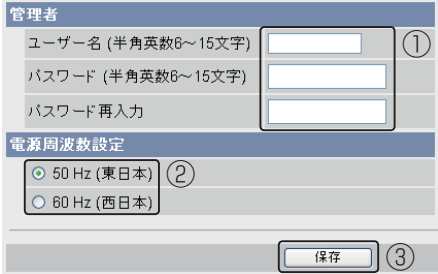 管理者
ユーザー名 (半角英数6～15文字)
①
パスワード (半角英数6～15文字)
パスワード再入力
電源周波数設定
50 Hz (東日本)
②
60 Hz (西日本)
保存
③